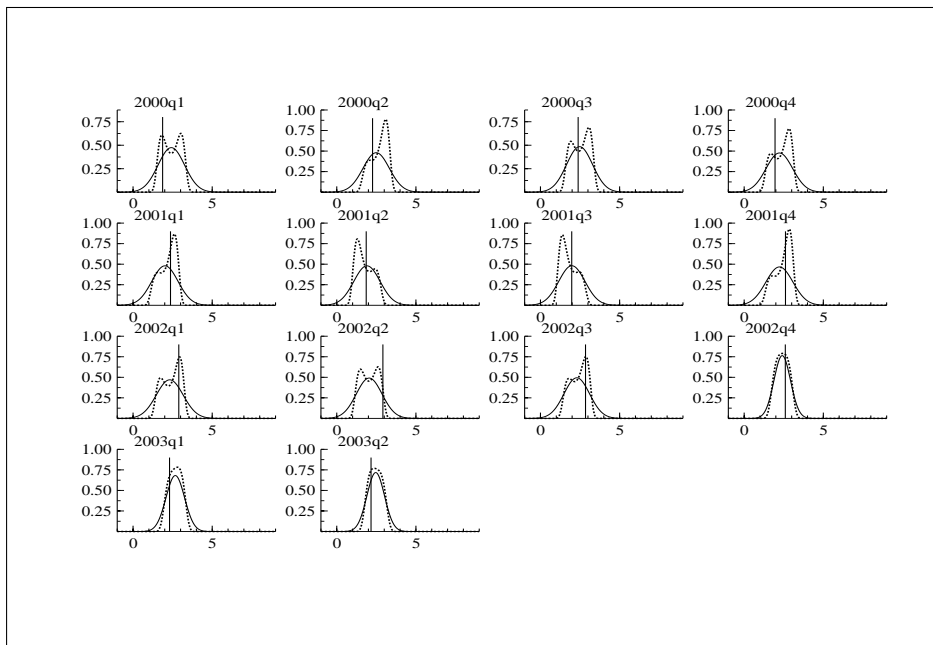 2000q1 2000q2 2000q3 2000q4
1.00 1.00
0.75 0.75 0.75 0.75
0.50 0.50 0.50 0.50
0.25 0.25 0.25 0.25
0 5 0 5 0 5 0 5
2001q1 2001q2 2001q3 2001q4
1.00 1.00 1.00 1.00
0.75 0.75 0.75 0.75
0.50 0.50 0.50 0.50
0.25 0.25 0.25 0.25
0 5 0 5 0 5 0 5
2002q1 2002q2 2002q3 2002q4
1.00 1.00 1.00 1.00
0.75 0.75 0.75 0.75
0.50 0.50 0.50 0.50
0.25 0.25 0.25 0.25
0 5 0 5 0 5 0 5
2003q1 2003q2
1.00 1.00
0.75 0.75
0.50 0.50
0.25 0.25
0 5 0 5